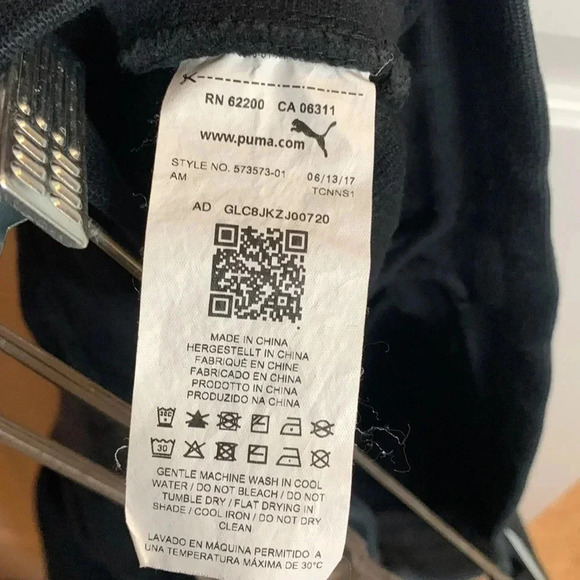 RN 62200 CA 06311
www.puma.com
STYLE NO. 573573-01 06/13/17
AM TCNNS1
AD GLC8JKZJ00720
MADE IN CHINA
HERGESTELLT IN CHINA
FABRIQUÉ EN CHINE
FABRICADO EN CHINA
PRODOTTO IN CHINA
PRODUZIDO NA CHINA
30
GENTLE MACHINE WASH IN COOL
WATER / DO NOT BLEACH / DO NOT
TUMBLE DRY / FLAT DRYING IN
SHADE / COOL IRON / DO NOT DRY
CLEAN
LAVADO EN MÁQUINA PERMITIDO A
UNA TEMPERATURA MÁXIMA DE 30°C